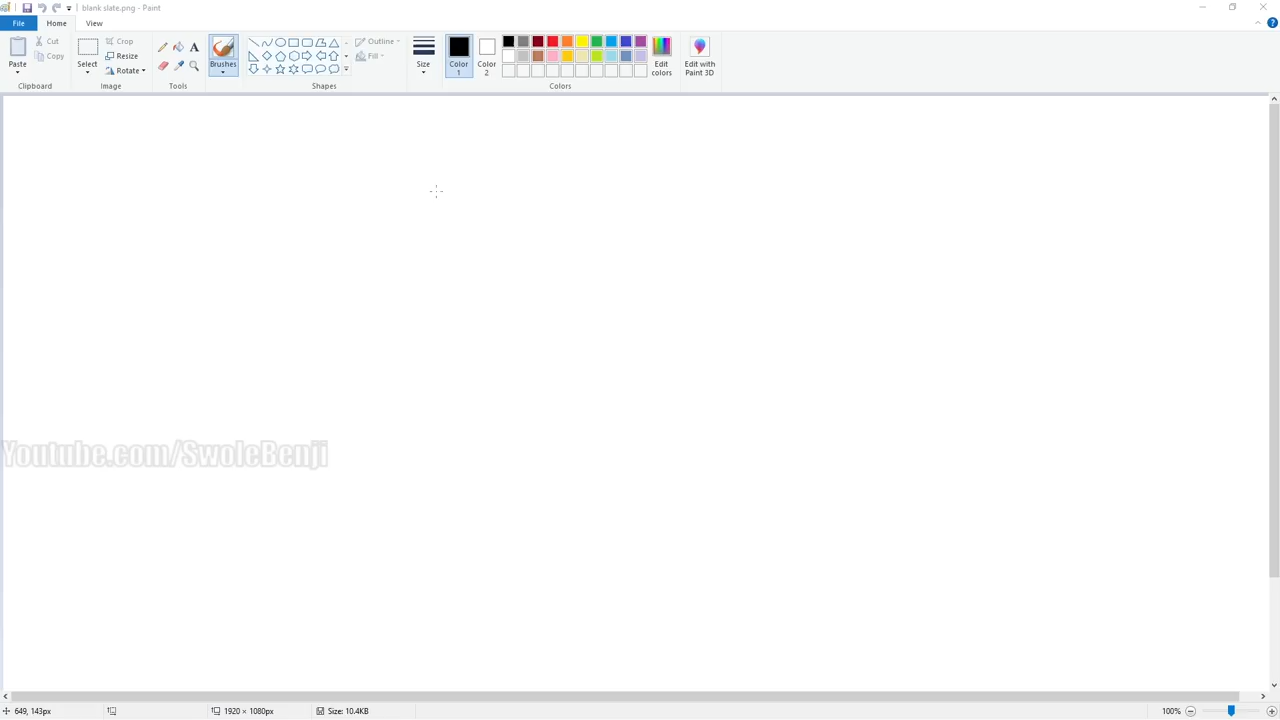 blank slate.png - Paint
File
Home
View
Paste
Cut
Copy
Clipboard
Select
Crop
Resize
Rotate
Image
A
Tools
Brushes
Outline
Fill
Shapes
Size
Color
1
Color
2
Edit
colors
Colors
Edit with
Paint 3D
Youtube.com/SwoleBenji
649, 143px
1920 × 1080px
Size: 10.4KB
100%